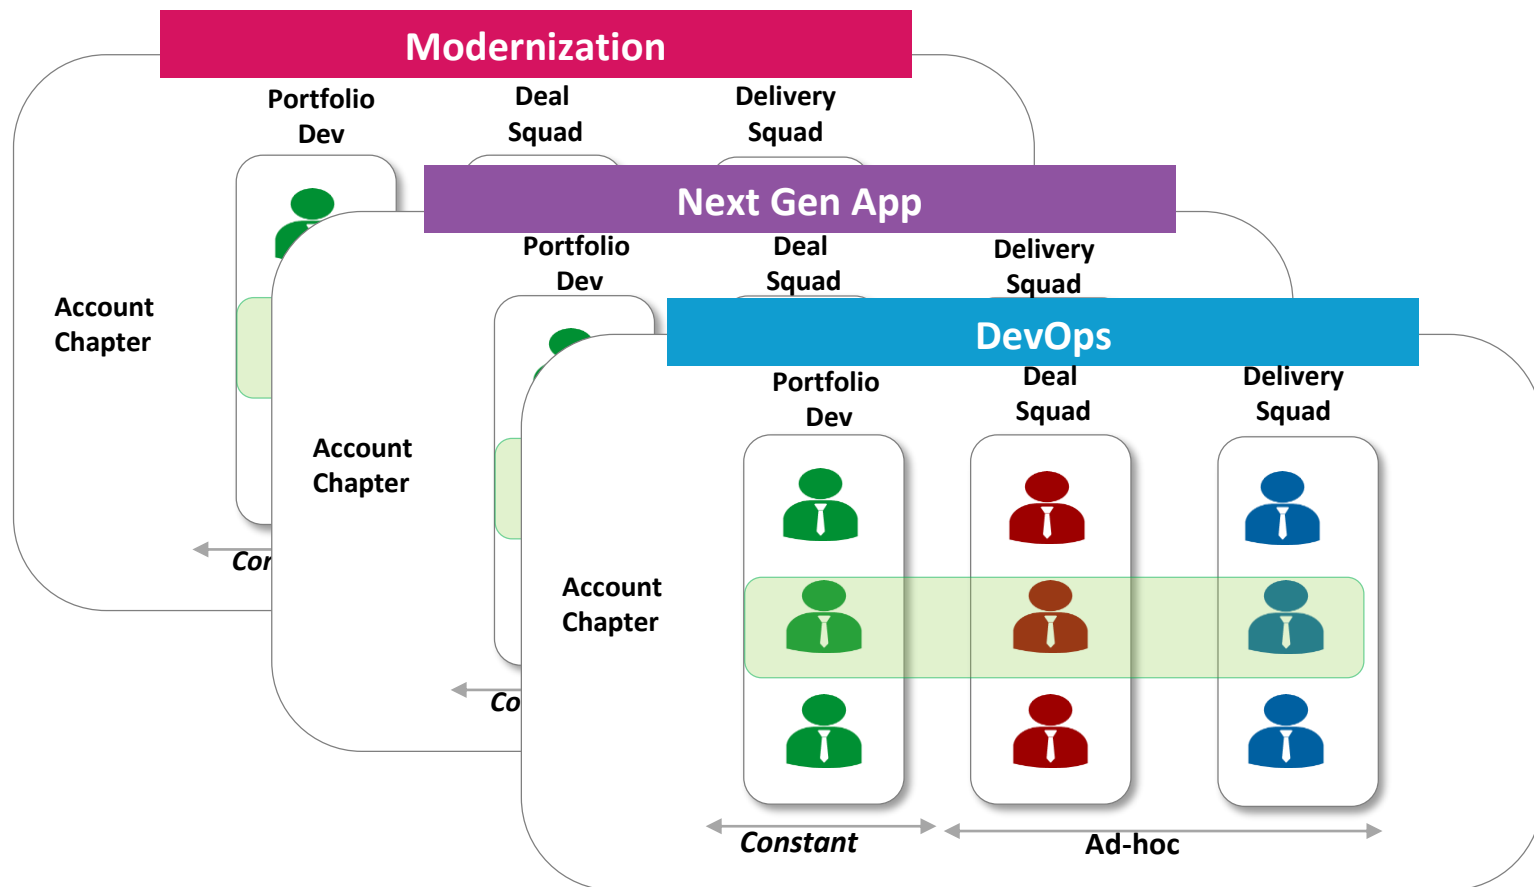 Modernization
Portfolio
Dev
Deal
Squad
Delivery
Squad
Account
Chapter
Next Gen App
Portfolio
Dev
Deal
Squad
Delivery
Squad
Account
Chapter
DevOps
Portfolio
Dev
Deal
Squad
Delivery
Squad
Account
Chapter
Constant
Ad-hoc